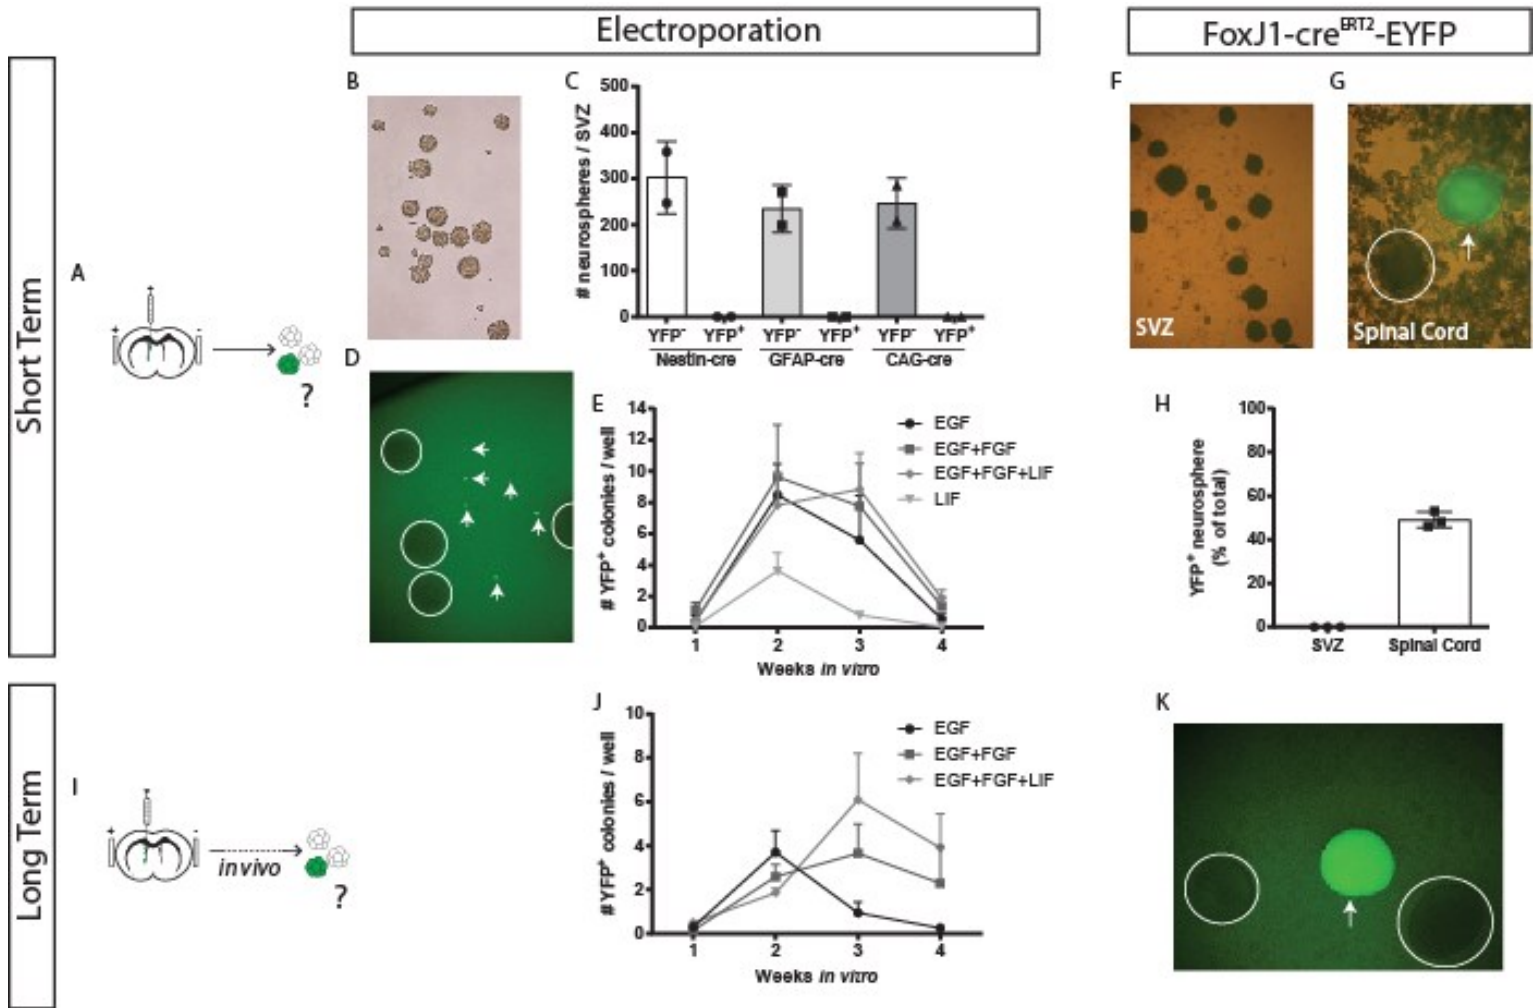 Electroporation
FoxJ1-cre^ERT2-EYFP
Short Term
A
+
+
-
?
B
C
# neurospheres / SVZ
500
400
300
200
100
0
YFP⁻ YFP⁺ YFP⁻ YFP⁺ YFP⁻ YFP⁺
Nestin-cre GFAP-cre CAG-cre
D
E
# YFP⁺ colonies / well
14
12
10
8
6
4
2
0
1 2 3 4
Weeks in vitro
EGF
EGF+FGF
EGF+FGF+LIF
LIF
F
SVZ
G
Spinal Cord
H
YFP⁺ neurosphere
(% of total)
100
80
60
40
20
0
SVZ Spinal Cord
Long Term
I
+
-
in vivo
?
J
# YFP⁺ colonies / well
10
8
6
4
2
0
1 2 3 4
Weeks in vitro
EGF
EGF+FGF
EGF+FGF+LIF
K